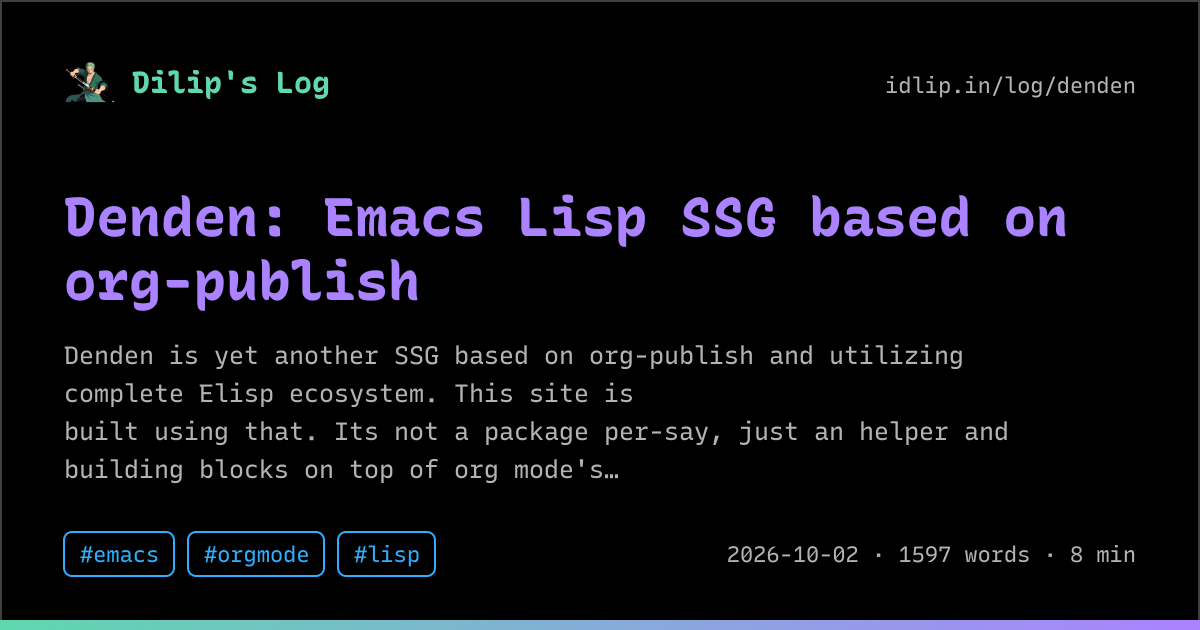 Dilip's Log
idlip.in/log/denden
Denden: Emacs Lisp SSG based on
org-publish
Denden is yet another SSG based on org-publish and utilizing
complete Elisp ecosystem. This site is
built using that. Its not a package per-say, just an helper and
building blocks on top of org mode's…
#emacs #orgmode #lisp
2026-10-02 · 1597 words · 8 min